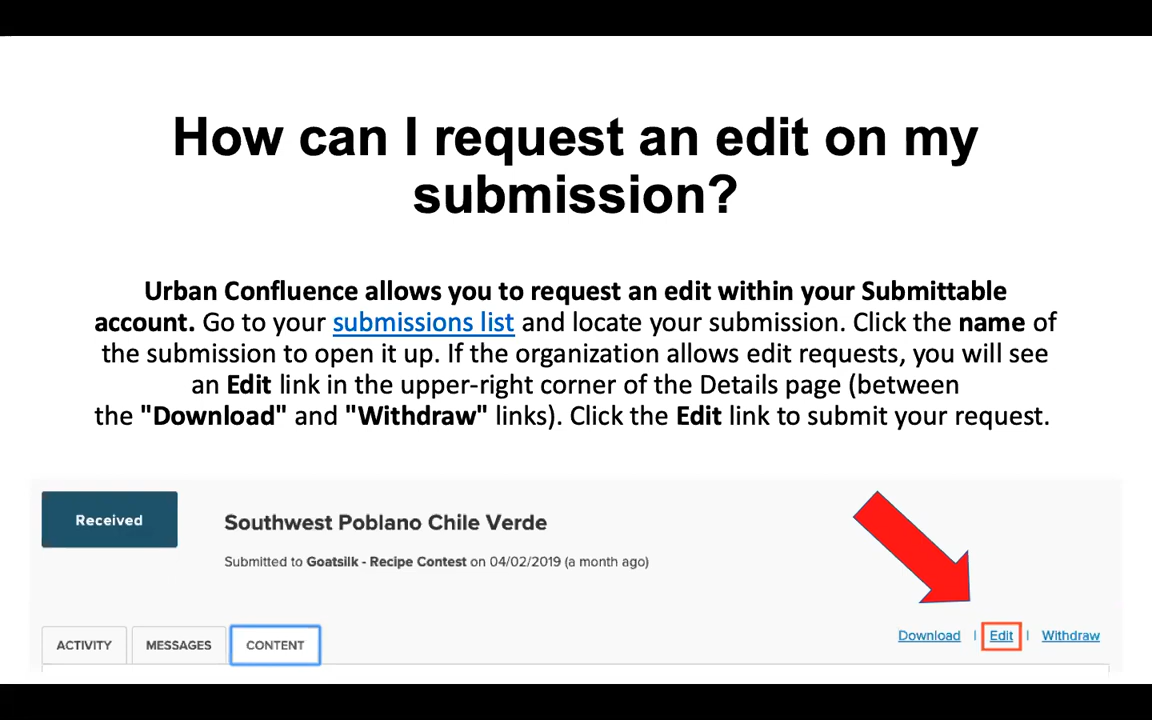 How can I request an edit on my
submission?
Urban Confluence allows you to request an edit within your Submittable
account. Go to your submissions list and locate your submission. Click the name of
the submission to open it up. If the organization allows edit requests, you will see
an Edit link in the upper-right corner of the Details page (between
the "Download" and "Withdraw" links). Click the Edit link to submit your request.
Received
Southwest Poblano Chile Verde
Submitted to Goatsilk - Recipe Contest on 04/02/2019 (a month ago)
ACTIVITY MESSAGES CONTENT Download | Edit | Withdraw